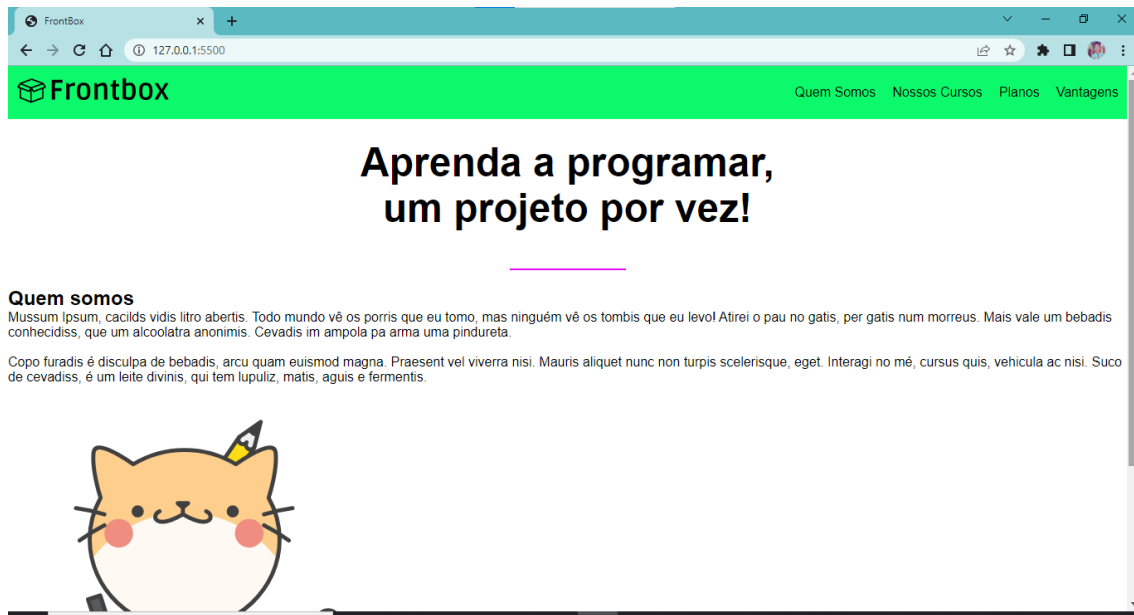 FrontBox
127.0.0.1:5500
Frontbox
Quem Somos Nossos Cursos Planos Vantagens
Aprenda a programar,
um projeto por vez!
Quem somos
Mussum Ipsum, cacilds vidis litro abertis. Todo mundo vê os porris que eu tomo, mas ninguém vê os tombis que eu levo! Atirei o pau no gatis, per gatis num morreus. Mais vale um bebadis
conhecidiss, que um alcoolatra anonimis. Cevadis im ampola pa arma uma pindureta.
Copo furadis é disculpa de bebadis, arcu quam euismod magna. Praesent vel viverra nisi. Mauris aliquet nunc non turpis scelerisque, eget. Interagi no mé, cursus quis, vehicula ac nisi. Suco
de cevadiss, é um leite divinis, qui tem lupuliz, matis, aguis e fermentis.